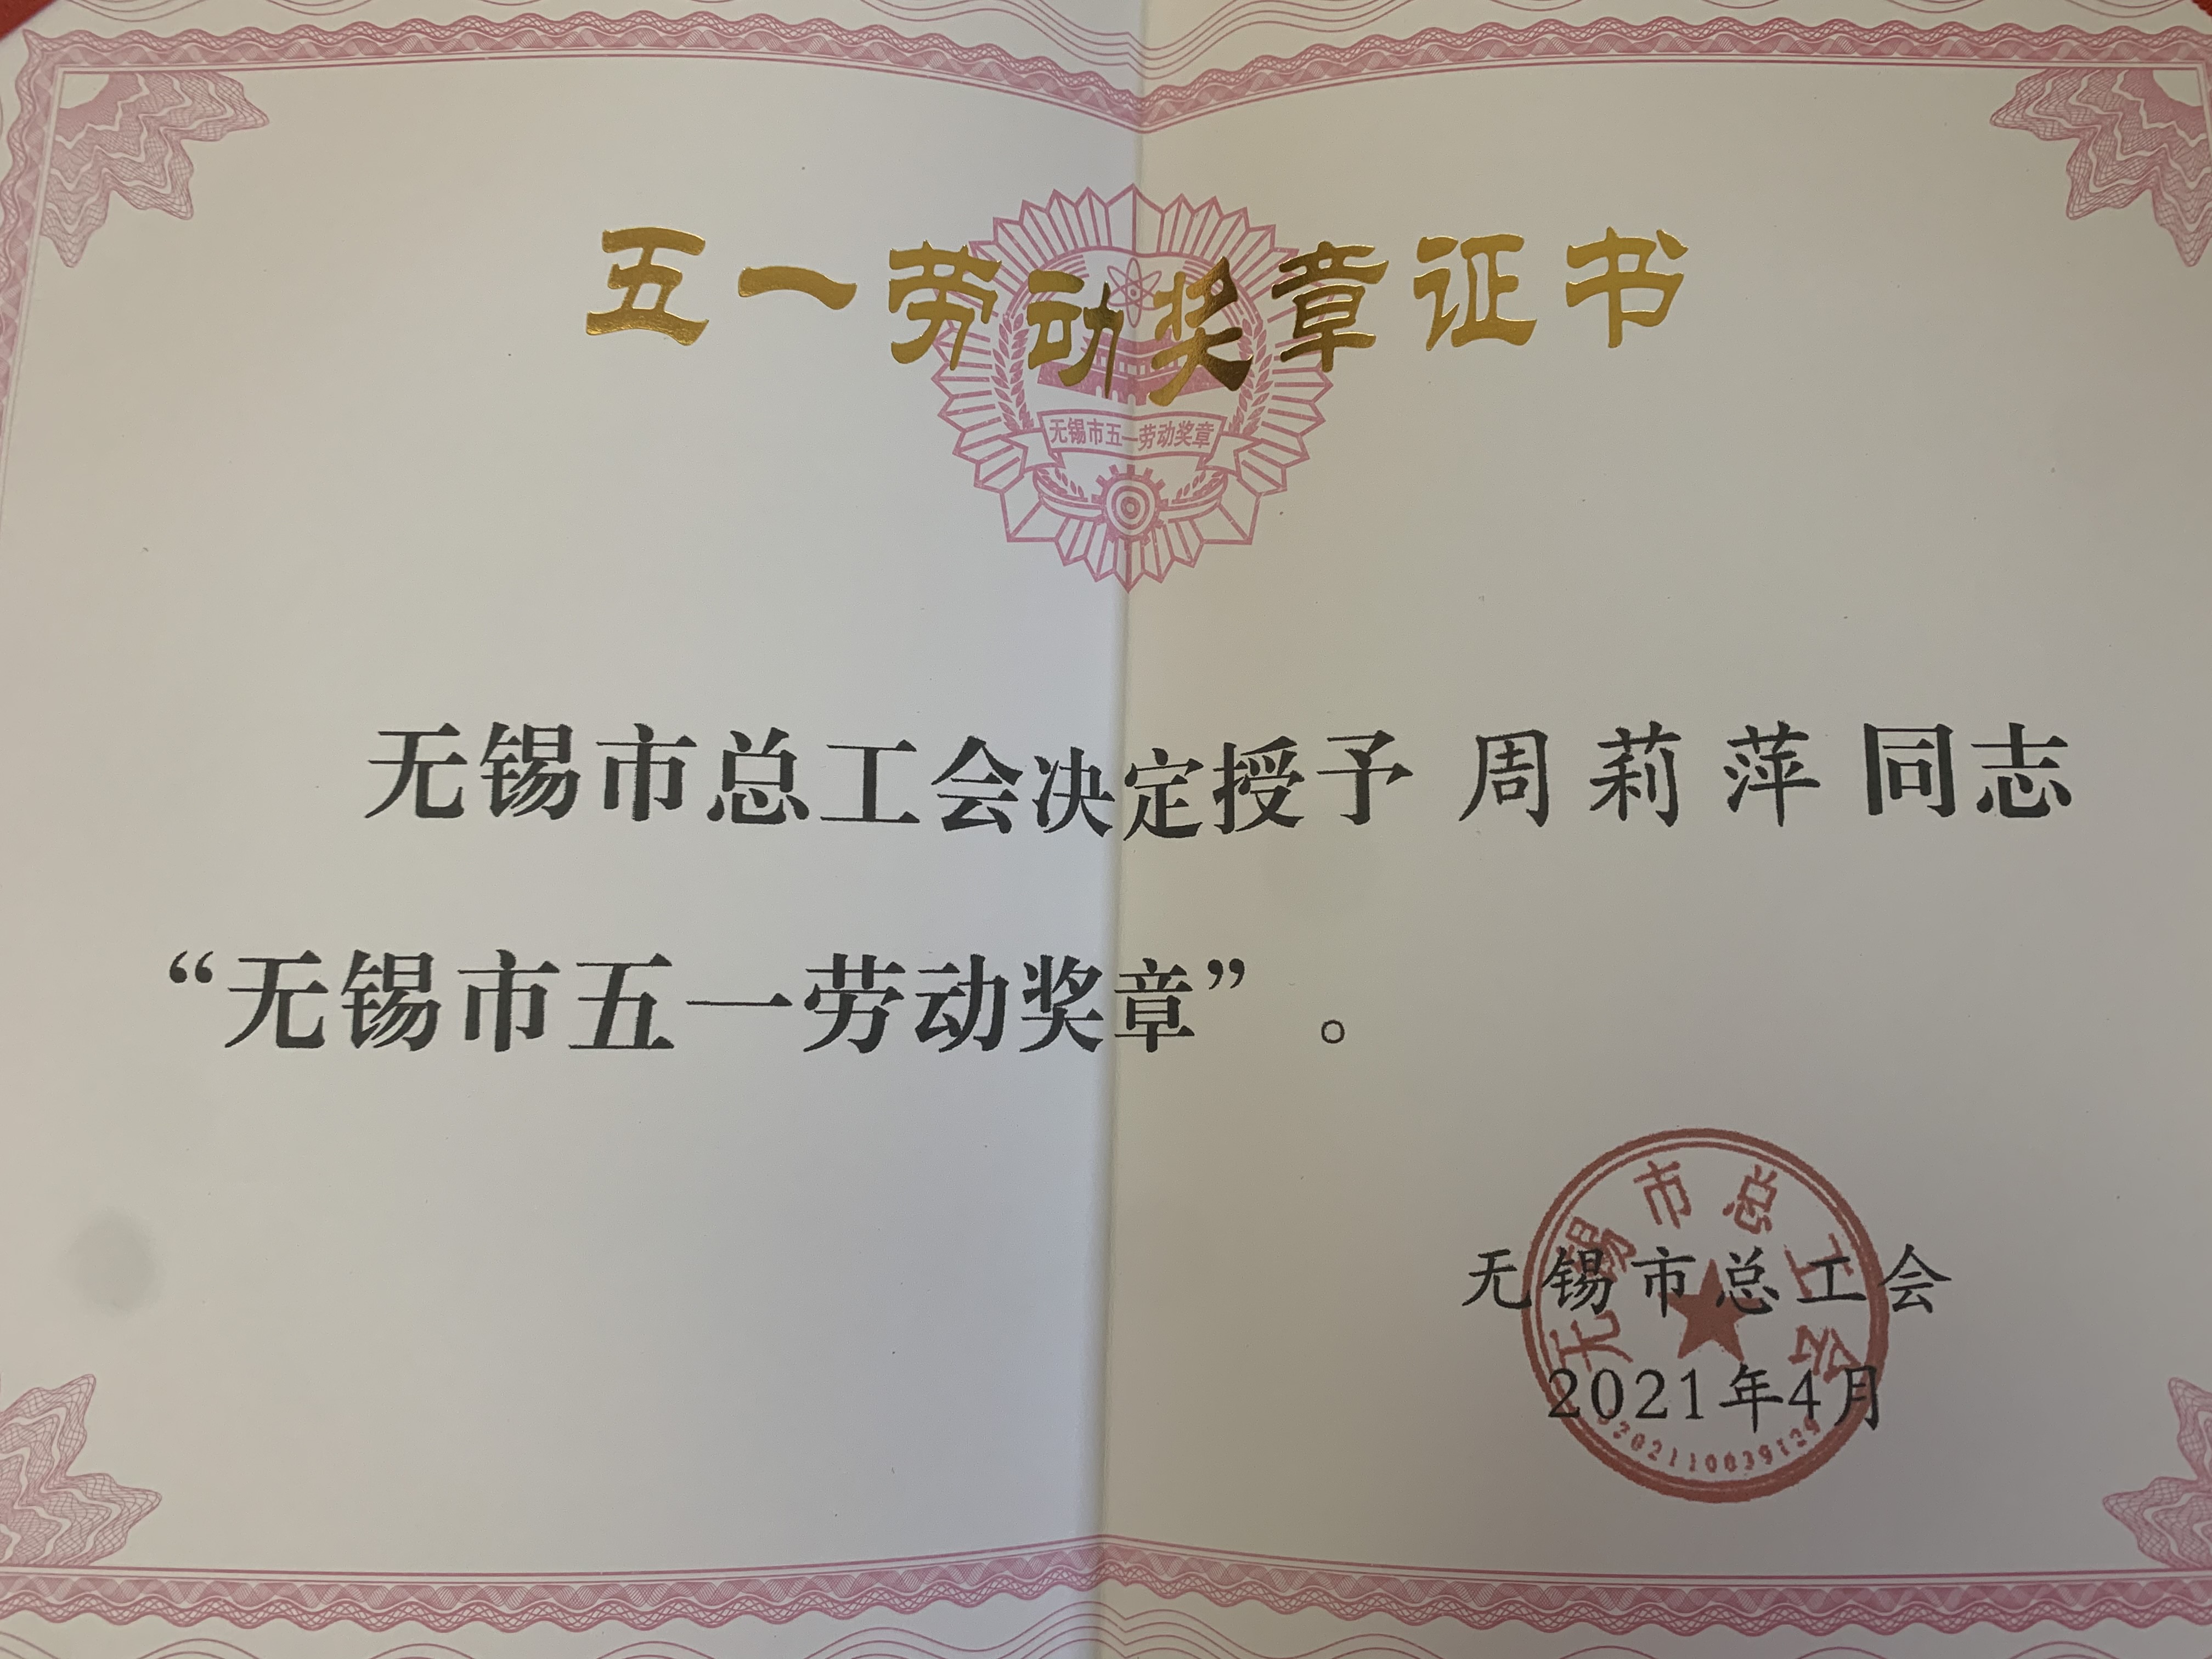 五一劳动奖章证书
无锡市五一劳动奖章
无锡市总工会决定授予 周莉萍 同志
“无锡市五一劳动奖章”。
无锡市总工会
无锡市总工会
2021年4月